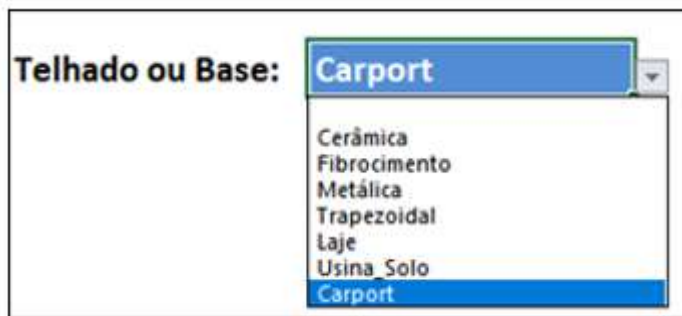 Telhado ou Base: Carport
Cerâmica
Fibrocimento
Metálica
Trapezoidal
Laje
Usina_Solo
Carport